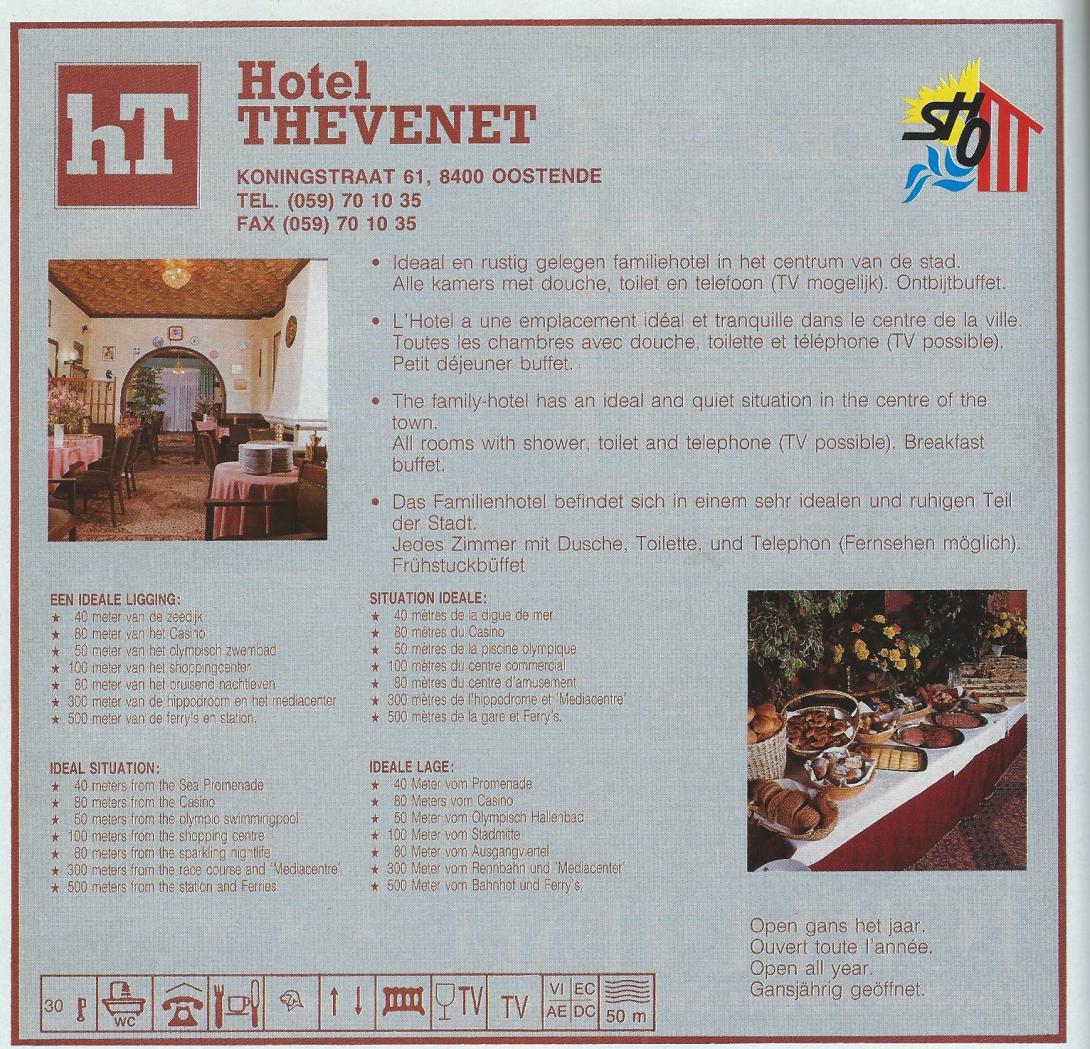 hT
Hotel
THEVENET
KONINGSTRAAT 61, 8400 OOSTENDE
TEL. (059) 70 10 35
FAX (059) 70 10 35
SHO
• Ideaal en rustig gelegen familiehotel in het centrum van de stad.
Alle kamers met douche, toilet en telefoon (TV mogelijk). Ontbijtbuffet.
• L'Hotel a une emplacement idéal et tranquille dans le centre de la ville.
Toutes les chambres avec douche, toilette et téléphone (TV possible).
Petit déjeuner buffet.
• The family-hotel has an ideal and quiet situation in the centre of the
town.
All rooms with shower, toilet and telephone (TV possible). Breakfast
buffet.
• Das Familienhotel befindet sich in einem sehr idealen und ruhigen Teil
der Stadt.
Jedes Zimmer mit Dusche, Toilette, und Telephon (Fernsehen möglich).
Frühstuckbüffet
EEN IDEALE LIGGING:
★ 40 meter van de zeedijk
★ 80 meter van het Casino
★ 50 meter van het olympisch zwembad
★ 100 meter van het shoppingcenter
★ 80 meter van het bruisend nachtleven
★ 300 meter van de hippodroom en het mediacenter
★ 500 meter van de ferry's en station.
SITUATION IDEALE:
★ 40 mètres de la digue de mer
★ 80 mètres du Casino
★ 50 mètres de la piscine olympique
★ 100 mètres du centre commercial
★ 80 mètres du centre d'amusement
★ 300 mètres de l'hippodrome et 'Mediacentre'
★ 500 mètres de la gare et Ferry's.
IDEAL SITUATION:
★ 40 meters from the Sea Promenade
★ 80 meters from the Casino
★ 50 meters from the olympic swimmingpool
★ 100 meters from the shopping centre
★ 80 meters from the sparkling nightlife
★ 300 meters from the race course and 'Mediacentre'
★ 500 meters from the station and Ferries.
IDEALE LAGE:
★ 40 Meter vom Promenade
★ 80 Meters vom Casino
★ 50 Meter vom Olympisch Hallenbad
★ 100 Meter vom Stadmitte
★ 80 Meter vom Ausgangviertel
★ 300 Meter vom Rennbahn und 'Mediacenter'
★ 500 Meter vom Bahnhof und Ferry's.
Open gans het jaar.
Ouvert toute l'année.
Open all year.
Gansjährig geöffnet.
30 WC TV TV VI EC AE DC 50 m